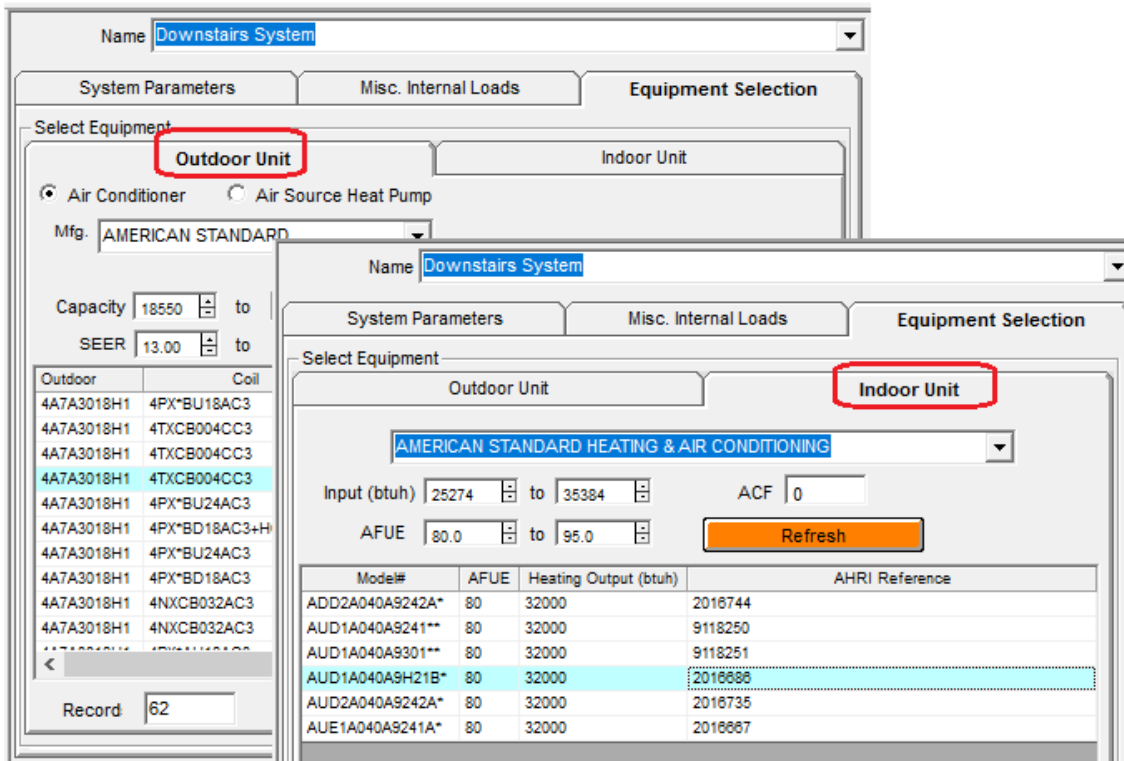 Name Downstairs System
System Parameters Misc. Internal Loads Equipment Selection
Select Equipment
Outdoor Unit Indoor Unit
Air Conditioner Air Source Heat Pump
Mfg. AMERICAN STANDARD
Capacity 18550 to
SEER 13.00 to
Outdoor Coil
4A7A3018H1 4PX*BU18AC3
4A7A3018H1 4TXCB004CC3
4A7A3018H1 4TXCB004CC3
4A7A3018H1 4TXCB004CC3
4A7A3018H1 4PX*BU24AC3
4A7A3018H1 4PX*BD18AC3+H
4A7A3018H1 4PX*BU24AC3
4A7A3018H1 4PX*BD18AC3
4A7A3018H1 4NXCB032AC3
4A7A3018H1 4NXCB032AC3
Record 62
Name Downstairs System
System Parameters Misc. Internal Loads Equipment Selection
Select Equipment
Outdoor Unit Indoor Unit
AMERICAN STANDARD HEATING & AIR CONDITIONING
Input (btuh) 25274 to 35384 ACF 0
AFUE 80.0 to 95.0 Refresh
Model# AFUE Heating Output (btuh) AHRI Reference
ADD2A040A9242A* 80 32000 2016744
AUD1A040A9241** 80 32000 9118250
AUD1A040A9301** 80 32000 9118251
AUD1A040A9H21B* 80 32000 2016686
AUD2A040A9242A* 80 32000 2016735
AUE1A040A9241A* 80 32000 2016667